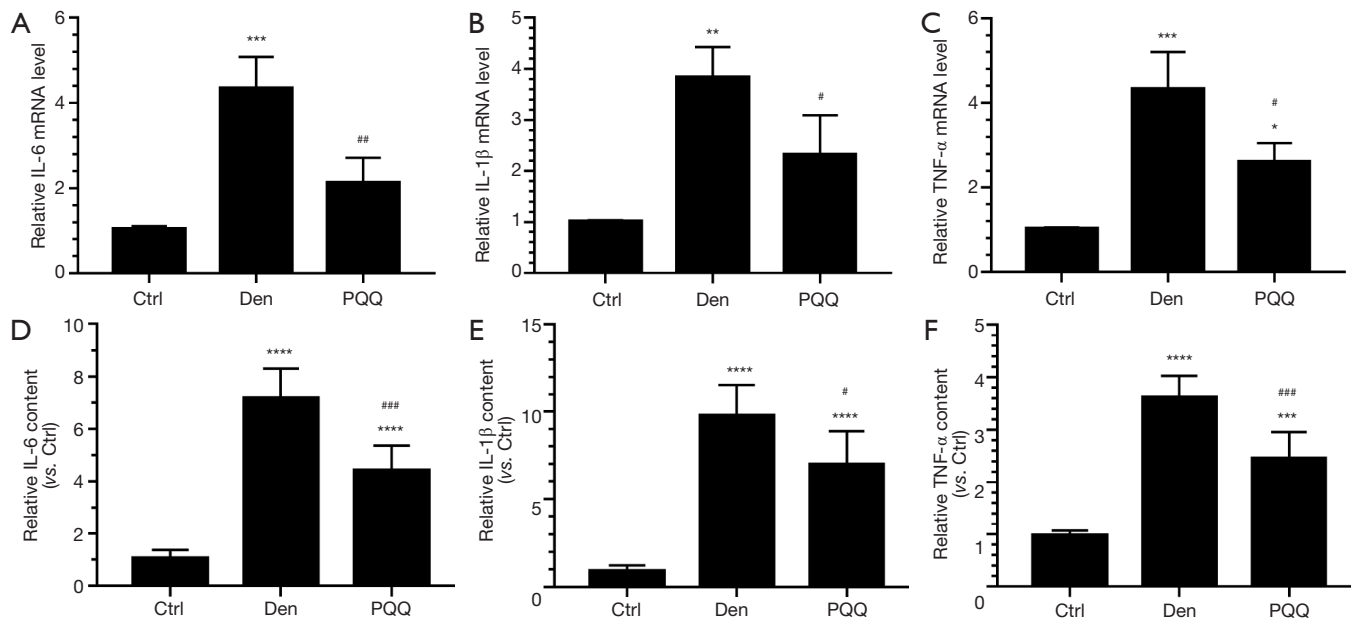 A
Relative IL-6 mRNA level
6
4
2
0
***
##
Ctrl
Den
PQQ
B
Relative IL-1β mRNA level
5
4
3
2
1
0
**
#
Ctrl
Den
PQQ
C
Relative TNF-α mRNA level
6
4
2
0
***
#
*
Ctrl
Den
PQQ
D
Relative IL-6 content
(vs. Ctrl)
10
8
6
4
2
0
****
###
****
Ctrl
Den
PQQ
E
Relative IL-1β content
(vs. Ctrl)
15
10
5
0
****
#
****
Ctrl
Den
PQQ
F
Relative TNF-α content
(vs. Ctrl)
5
4
3
2
1
0
****
###
***
Ctrl
Den
PQQ